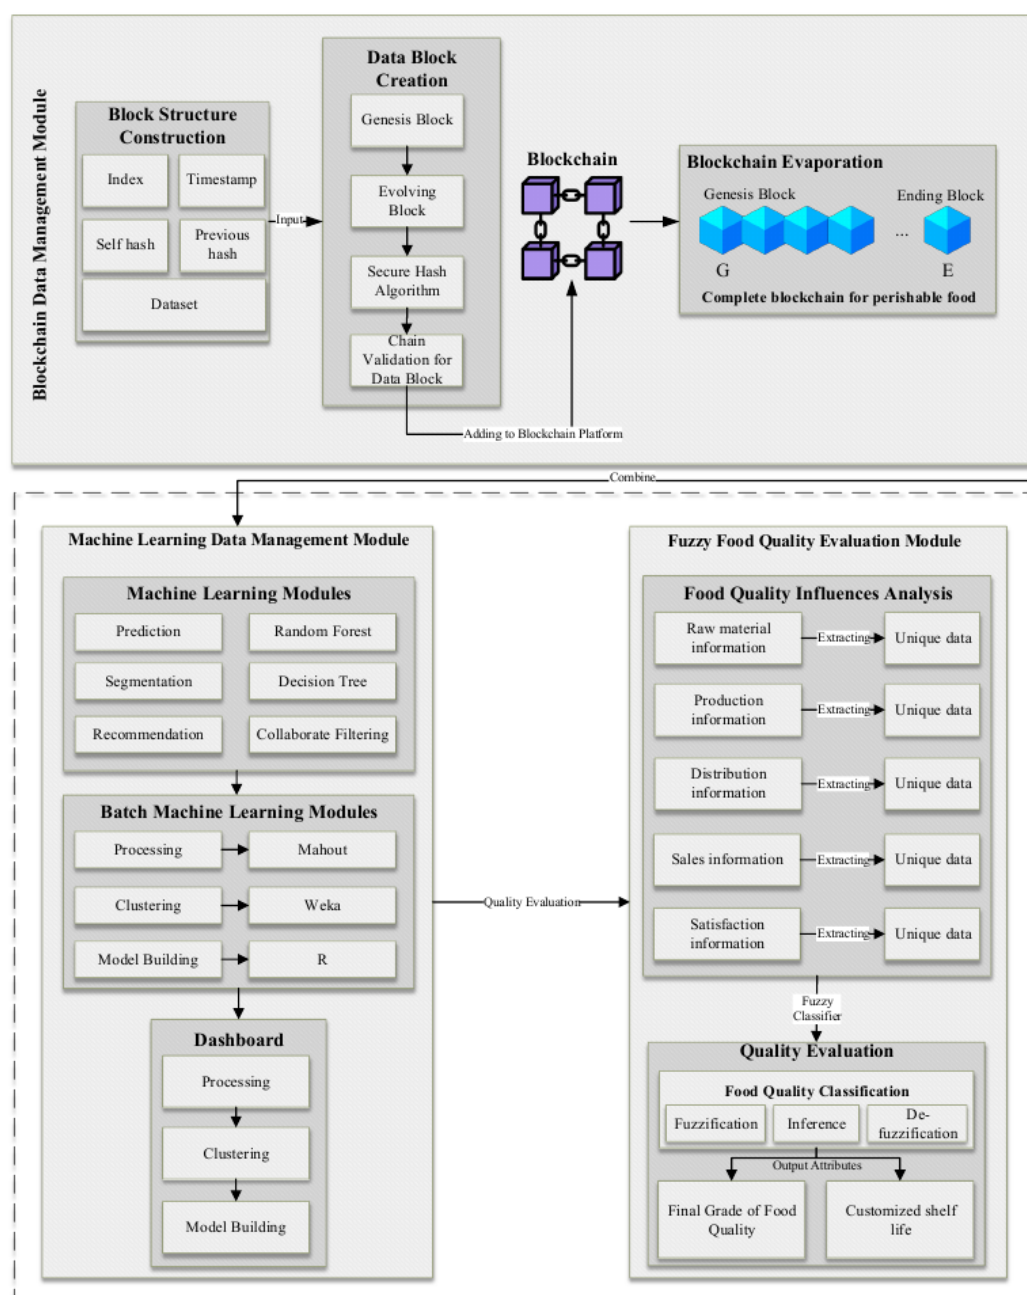 Blockchain Data Management Module
Block Structure
Construction
Index
Timestamp
Self hash
Previous
hash
Dataset
Input
Data Block
Creation
Genesis Block
Evolving
Block
Secure Hash
Algorithm
Chain
Validation for
Data Block
Adding to Blockchain Platform
Blockchain
Blockchain Evaporation
Genesis Block
Ending Block
...
G
E
Complete blockchain for perishable food
Combine
Machine Learning Data Management Module
Machine Learning Modules
Prediction
Random Forest
Segmentation
Decision Tree
Recommendation
Collaborate Filtering
Batch Machine Learning Modules
Processing
Mahout
Clustering
Weka
Model Building
R
Dashboard
Processing
Clustering
Model Building
Quality Evaluation
Fuzzy Food Quality Evaluation Module
Food Quality Influences Analysis
Raw material
information
Extracting
Unique data
Production
information
Extracting
Unique data
Distribution
information
Extracting
Unique data
Sales information
Extracting
Unique data
Satisfaction
information
Extracting
Unique data
Fuzzy
Classifier
Quality Evaluation
Food Quality Classification
Fuzzification
Inference
De-
fuzzification
Output Attributes
Final Grade of Food
Quality
Customized shelf
life